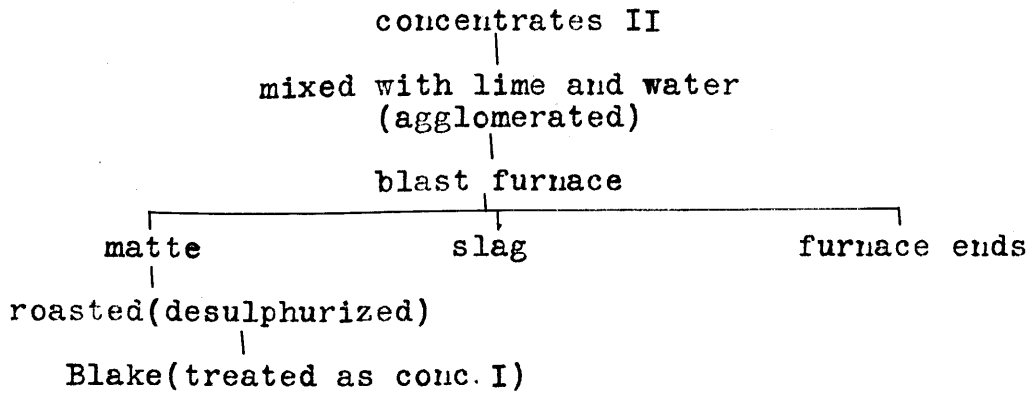 concentrates II
mixed with lime and water
(agglomerated)
blast furnace
matte slag furnace ends
roasted(desulphurized)
Blake(treated as conc. I)